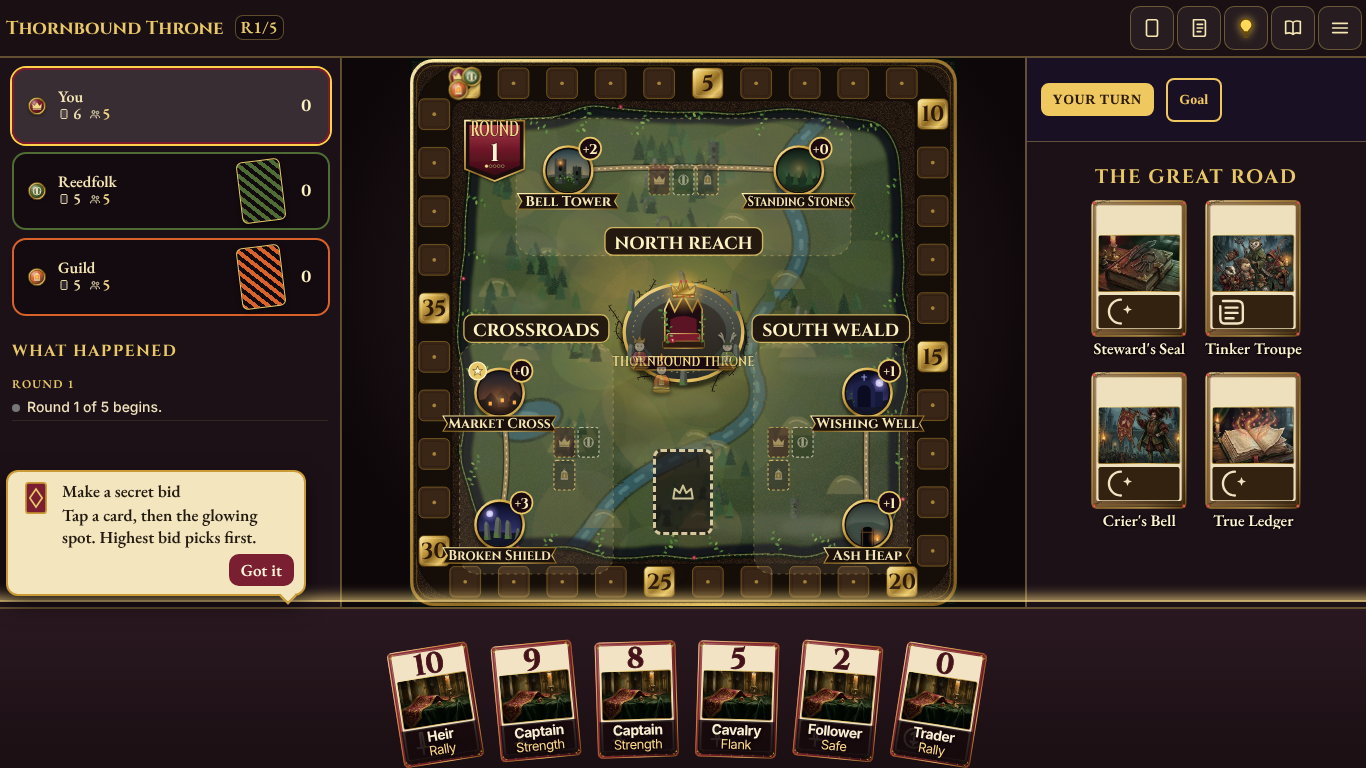 THORNBOUND THRONE R1/5
You
6 5
0
Reedfolk
5 5
0
Guild
5 5
0
WHAT HAPPENED
ROUND 1
Round 1 of 5 begins.
Make a secret bid
Tap a card, then the glowing
spot. Highest bid picks first.
Got it
5
10
15
20
25
30
35
ROUND
1
+2
BELL TOWER
+0
STANDING STONES
NORTH REACH
CROSSROADS
SOUTH WEALD
THORNBOUND THRONE
+0
MARKET CROSS
+1
WISHING WELL
+3
BROKEN SHIELD
+1
ASH HEAP
YOUR TURN
Goal
THE GREAT ROAD
Steward's Seal
Tinker Troupe
Crier's Bell
True Ledger
10
Heir
Rally
9
Captain
Strength
8
Captain
Strength
5
Cavalry
Flank
2
Follower
Safe
0
Trader
Rally